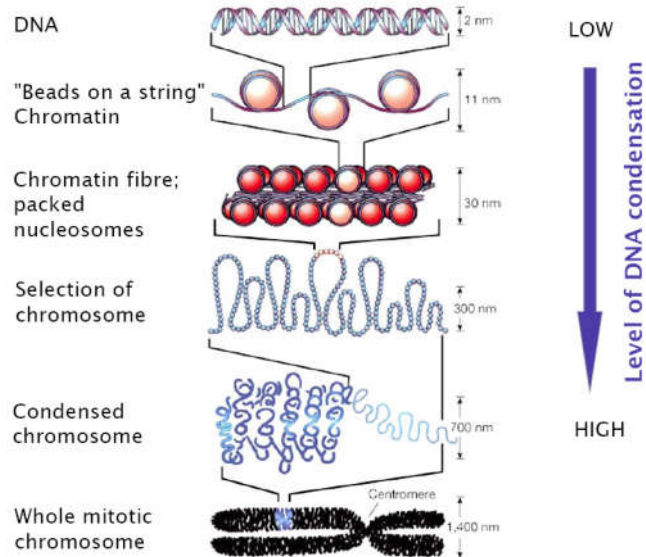 DNA
2 nm
LOW
"Beads on a string"
Chromatin
11 nm
Chromatin fibre;
packed
nucleosomes
30 nm
Selection of
chromosome
300 nm
Level of DNA condensation
Condensed
chromosome
700 nm
HIGH
Centromere
Whole mitotic
chromosome
1,400 nm